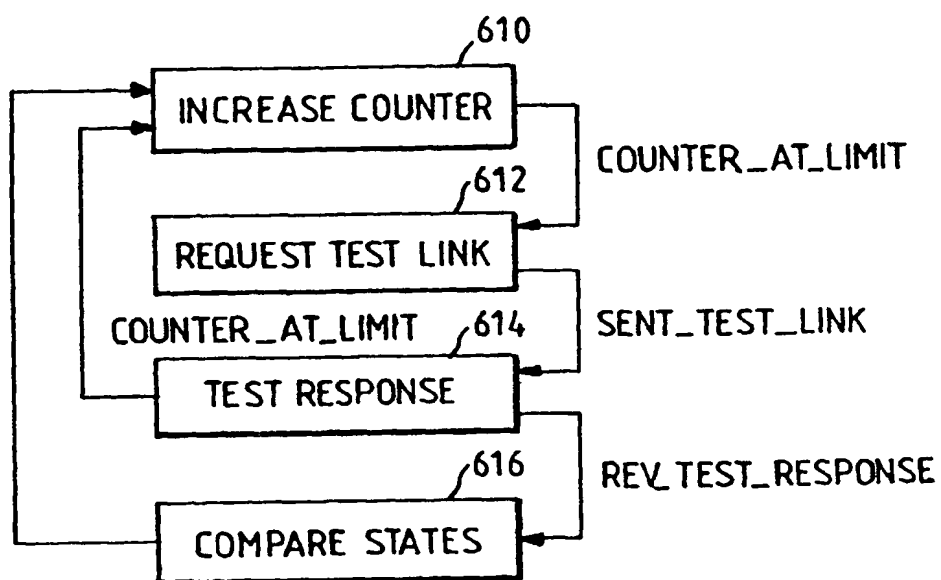 610
INCREASE COUNTER
COUNTER_AT_LIMIT
612
REQUEST TEST LINK
SENT_TEST_LINK
COUNTER_AT_LIMIT
614
TEST RESPONSE
REV_TEST_RESPONSE
616
COMPARE STATES